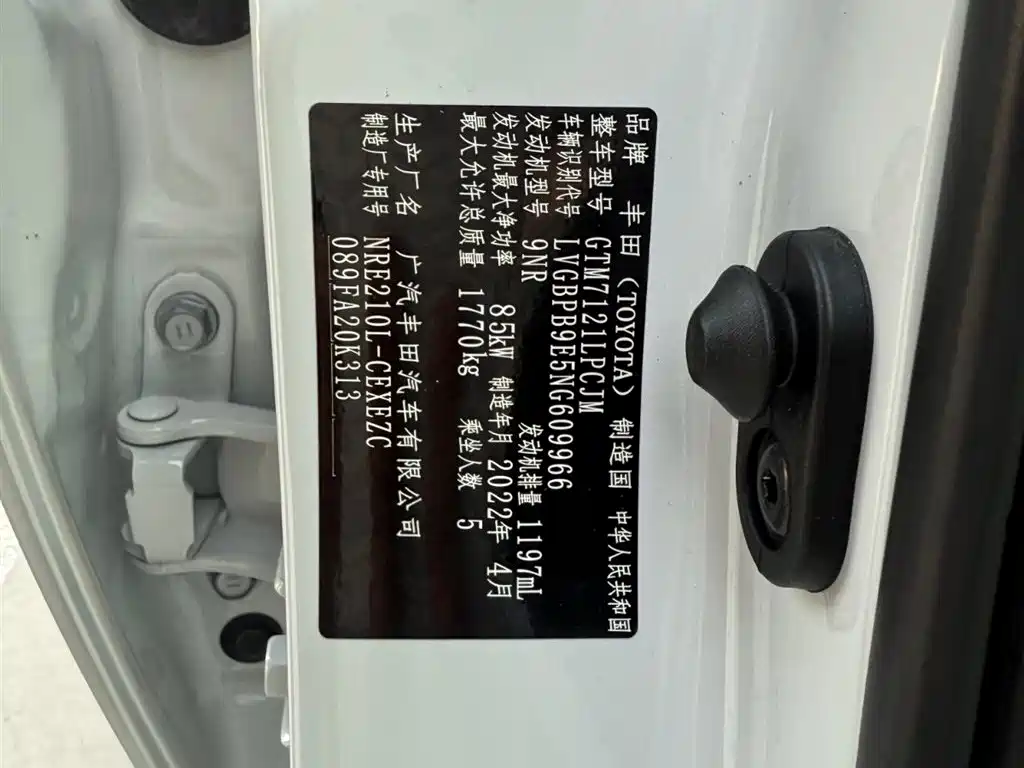 品牌 丰田（TOYOTA） 制造国 中华人民共和国
整车型号 GTM7121LPCJM
车辆识别代号 LVGBPB9E5NG609966
发动机型号 9NR 发动机排量 1197mL
发动机最大净功率 85kW 制造年月 2022年 4月
最大允许总质量 1770kg 乘坐人数 5
生产厂名 广汽丰田汽车有限公司
制造厂专用号 NRE210L-CEXEZC
089FA20K313